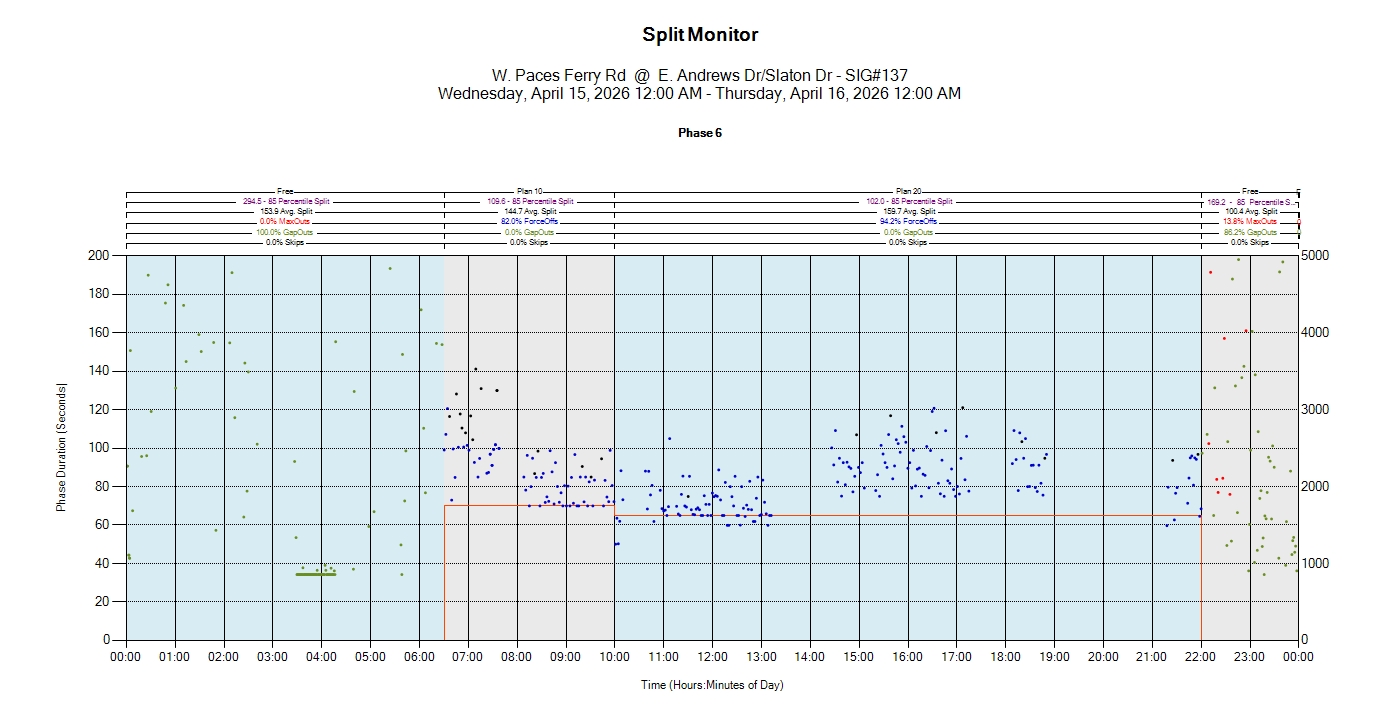 Split Monitor
W. Paces Ferry Rd @ E. Andrews Dr/Slaton Dr - SIG#137
Wednesday, April 15, 2026 12:00 AM - Thursday, April 16, 2026 12:00 AM
Phase 6
Free Plan 10 Plan 20 Free F
294.5 - 85 Percentile Split 109.6 - 85 Percentile Split 102.0 - 85 Percentile Split 169.2 - 85 Percentile S...
153.9 Avg. Split 144.7 Avg. Split 159.7 Avg. Split 100.4 Avg. Split
0.0% MaxOuts 82.0% ForceOffs 94.2% ForceOffs 13.8% MaxOuts
100.0% GapOuts 0.0% GapOuts 0.0% GapOuts 86.2% GapOuts
0.0% Skips 0.0% Skips 0.0% Skips 0.0% Skips
200 5000
180
160 4000
140
120 3000
100
80 2000
60
40 1000
20
0 0
Phase Duration (Seconds)
00:00 01:00 02:00 03:00 04:00 05:00 06:00 07:00 08:00 09:00 10:00 11:00 12:00 13:00 14:00 15:00 16:00 17:00 18:00 19:00 20:00 21:00 22:00 23:00 00:00
Time (Hours:Minutes of Day)